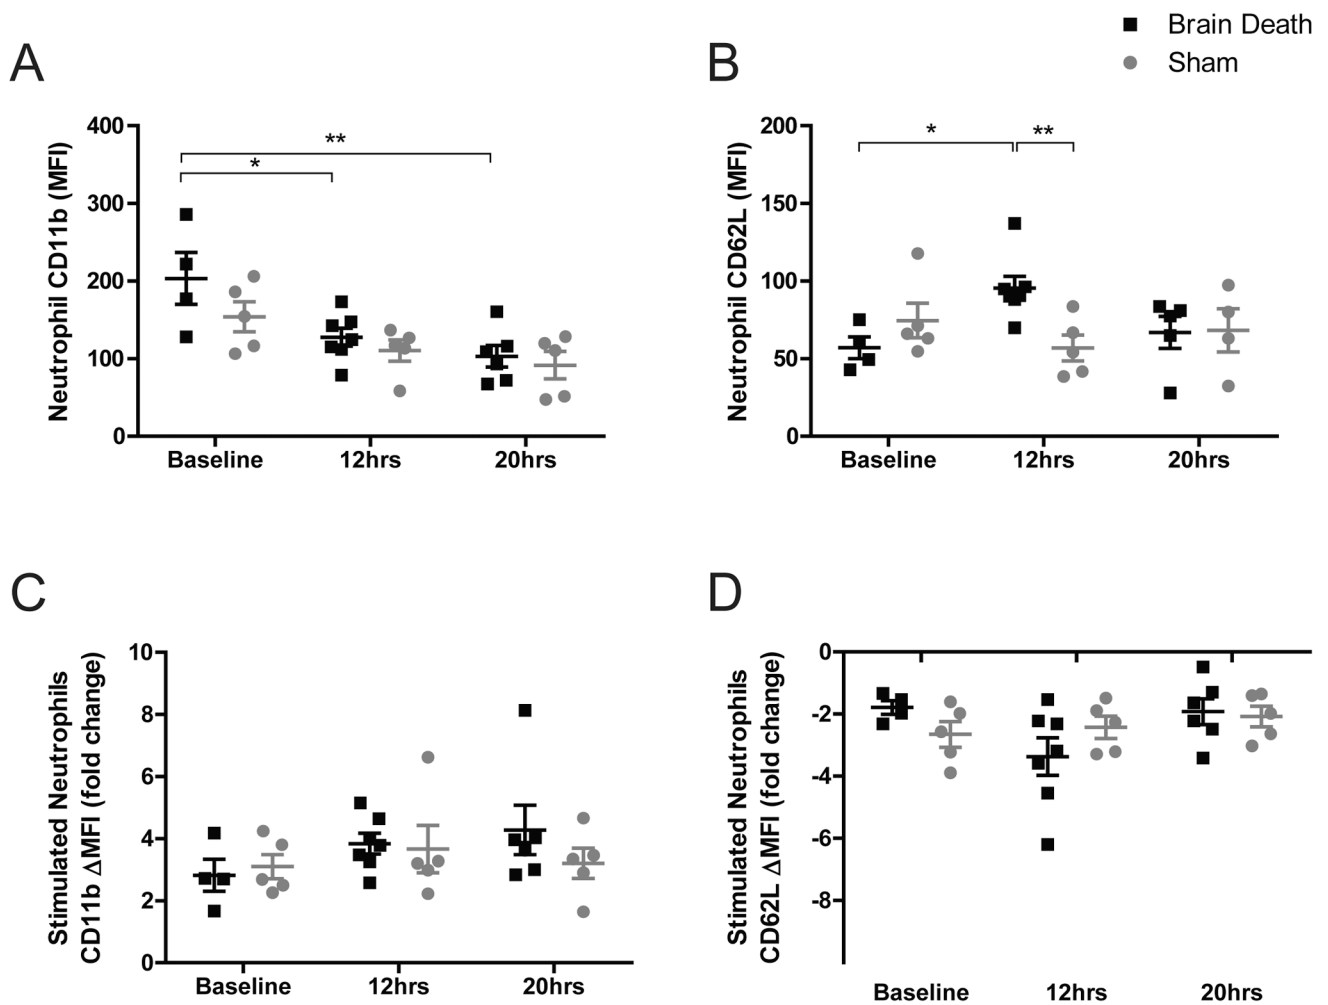 Brain Death
Sham
A
Neutrophil CD11b (MFI)
400
300
200
100
0
**
*
Baseline
12hrs
20hrs
B
Neutrophil CD62L (MFI)
200
150
100
50
0
*
**
Baseline
12hrs
20hrs
C
Stimulated Neutrophils
CD11b ΔMFI (fold change)
10
8
6
4
2
0
Baseline
12hrs
20hrs
D
Stimulated Neutrophils
CD62L ΔMFI (fold change)
0
-2
-4
-6
-8
Baseline
12hrs
20hrs